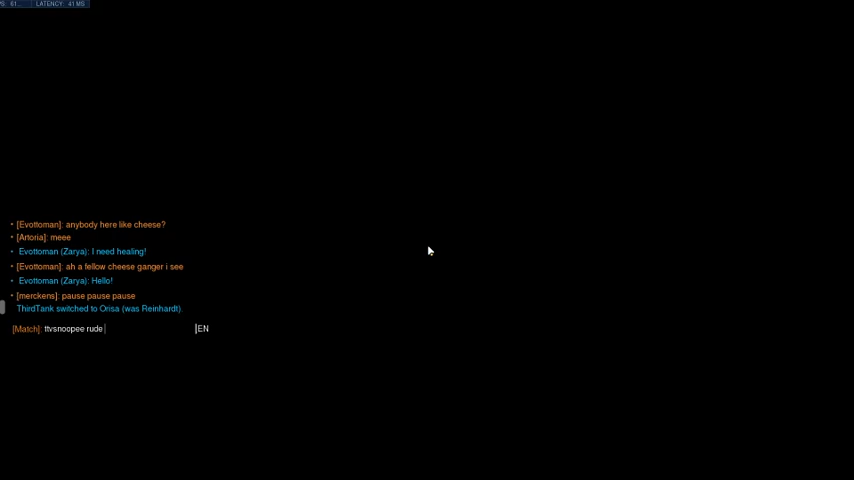 LATENCY: 41 MS
[Evottoman]: anybody here like cheese?
[Artoria]: meee
Evottoman (Zarya): I need healing!
[Evottoman]: ah a fellow cheese ganger i see
Evottoman (Zarya): Hello!
[merckens]: pause pause pause
ThirdTank switched to Orisa (was Reinhardt).
[Match]: ttvsnoopee rude
EN